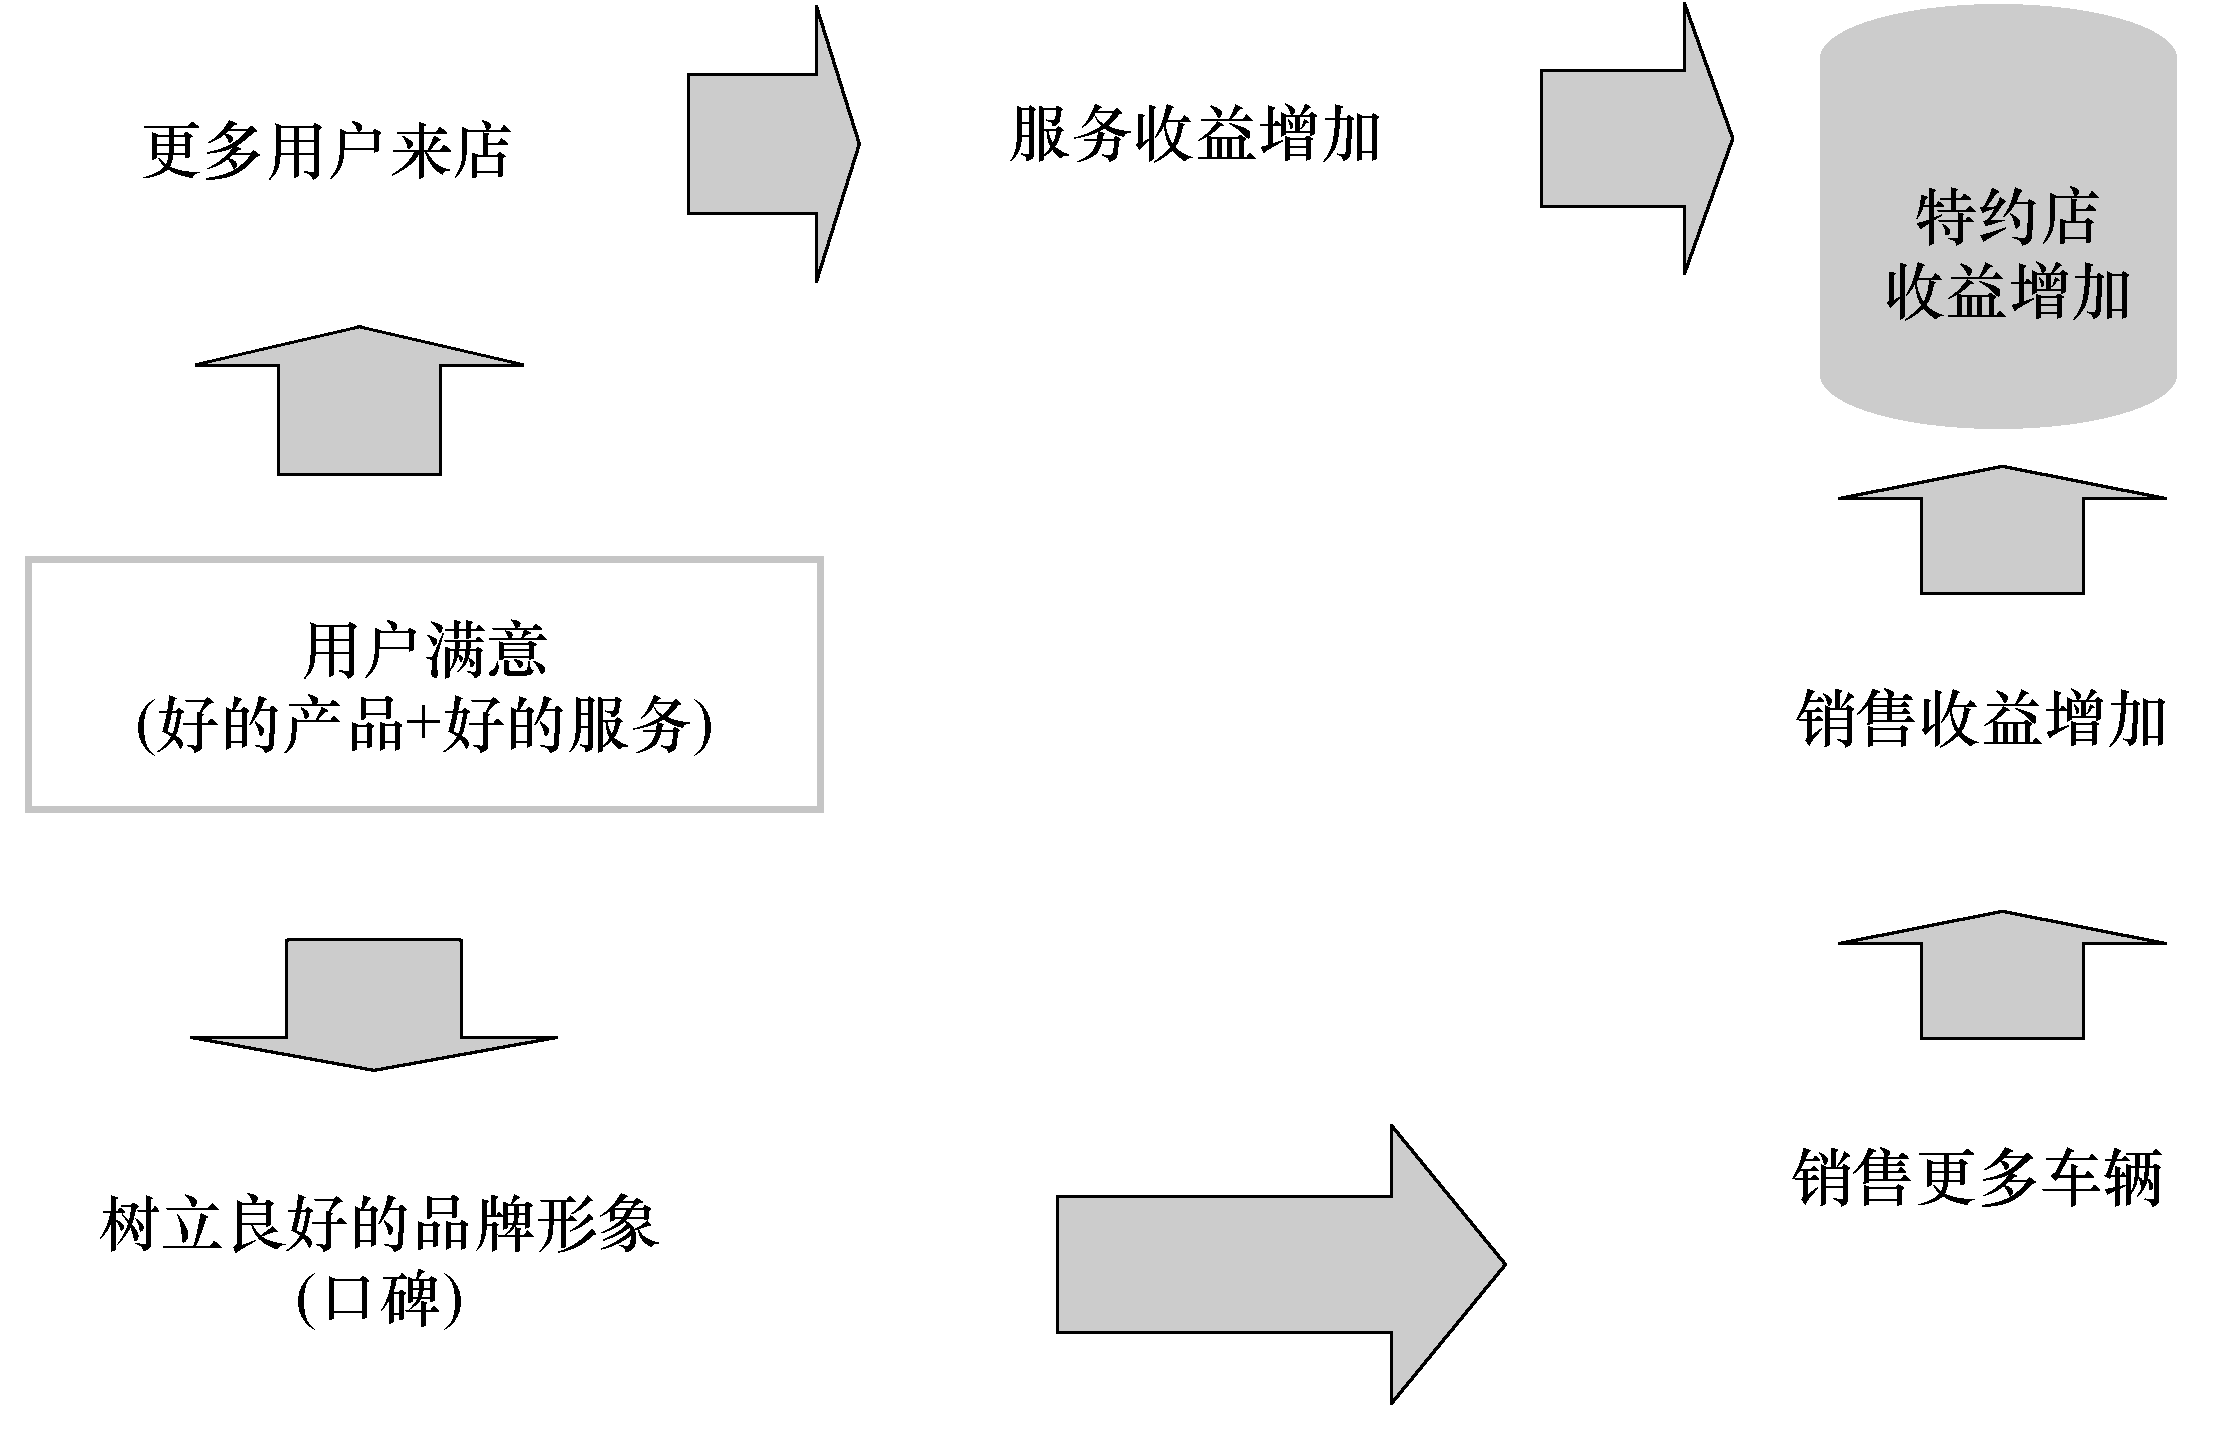 更多用户来店
服务收益增加
特约店
收益增加
用户满意
(好的产品+好的服务)
销售收益增加
树立良好的品牌形象
(口碑)
销售更多车辆